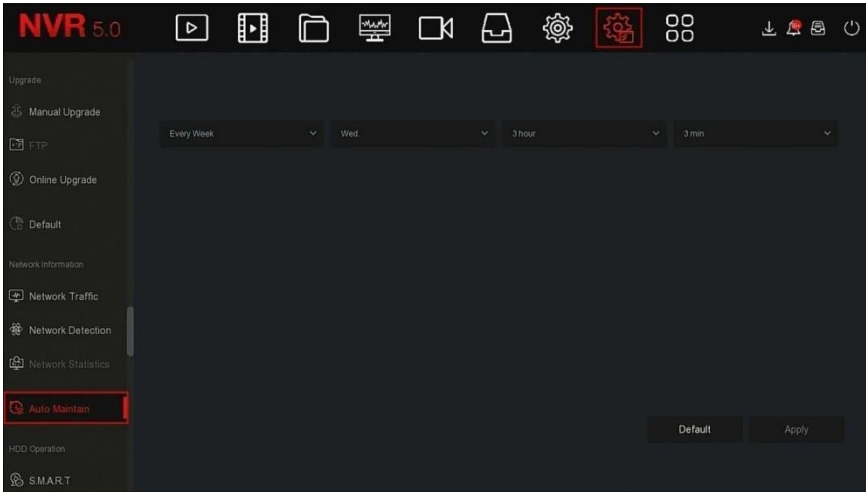 NVR 5.0
Upgrade
Manual Upgrade
FTP
Online Upgrade
Default
Network Information
Network Traffic
Network Detection
Network Statistics
Auto Maintain
HDD Operation
S.M.A.R.T
Every Week Wed. 3 hour 3 min
Default Apply